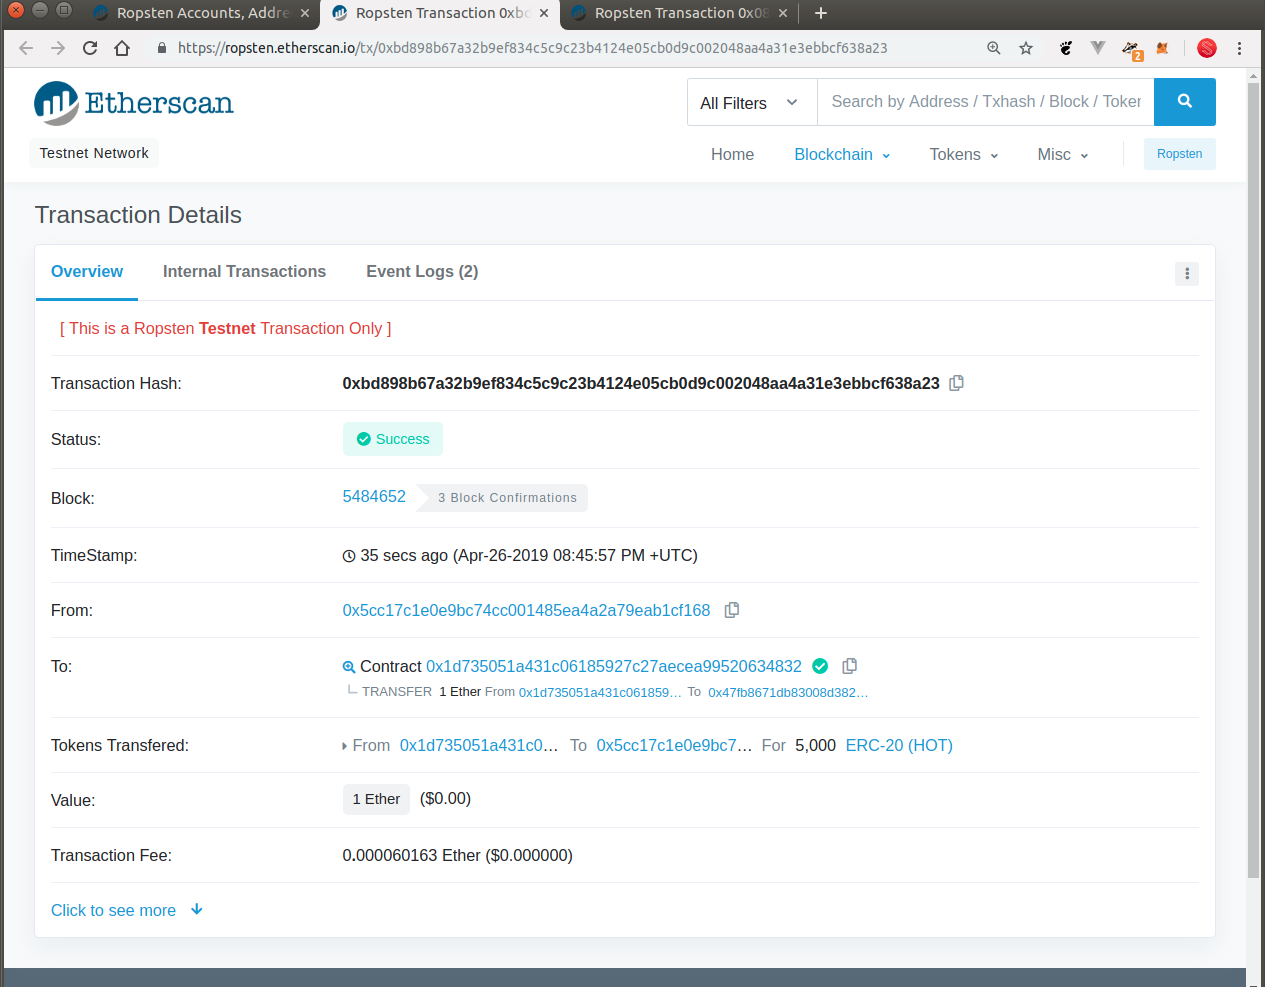 Ropsten Accounts, Addre
Ropsten Transaction 0xbd
Ropsten Transaction 0x08
https://ropsten.etherscan.io/tx/0xbd898b67a32b9ef834c5c9c23b4124e05cb0d9c002048aa4a31e3ebbcf638a23
2
Etherscan
All Filters
Search by Address / Txhash / Block / Token
Testnet Network
Home
Blockchain
Tokens
Misc
Ropsten
Transaction Details
Overview
Internal Transactions
Event Logs (2)
[ This is a Ropsten Testnet Transaction Only ]
Transaction Hash:
0xbd898b67a32b9ef834c5c9c23b4124e05cb0d9c002048aa4a31e3ebbcf638a23
Status:
Success
Block:
5484652
3 Block Confirmations
TimeStamp:
35 secs ago (Apr-26-2019 08:45:57 PM +UTC)
From:
0x5cc17c1e0e9bc74cc001485ea4a2a79eab1cf168
To:
Contract 0x1d735051a431c06185927c27aecea99520634832
TRANSFER 1 Ether From 0x1d735051a431c061859... To 0x47fb8671db83008d382...
Tokens Transfered:
From 0x1d735051a431c0... To 0x5cc17c1e0e9bc7... For 5,000 ERC-20 (HOT)
Value:
1 Ether ($0.00)
Transaction Fee:
0.000060163 Ether ($0.000000)
Click to see more